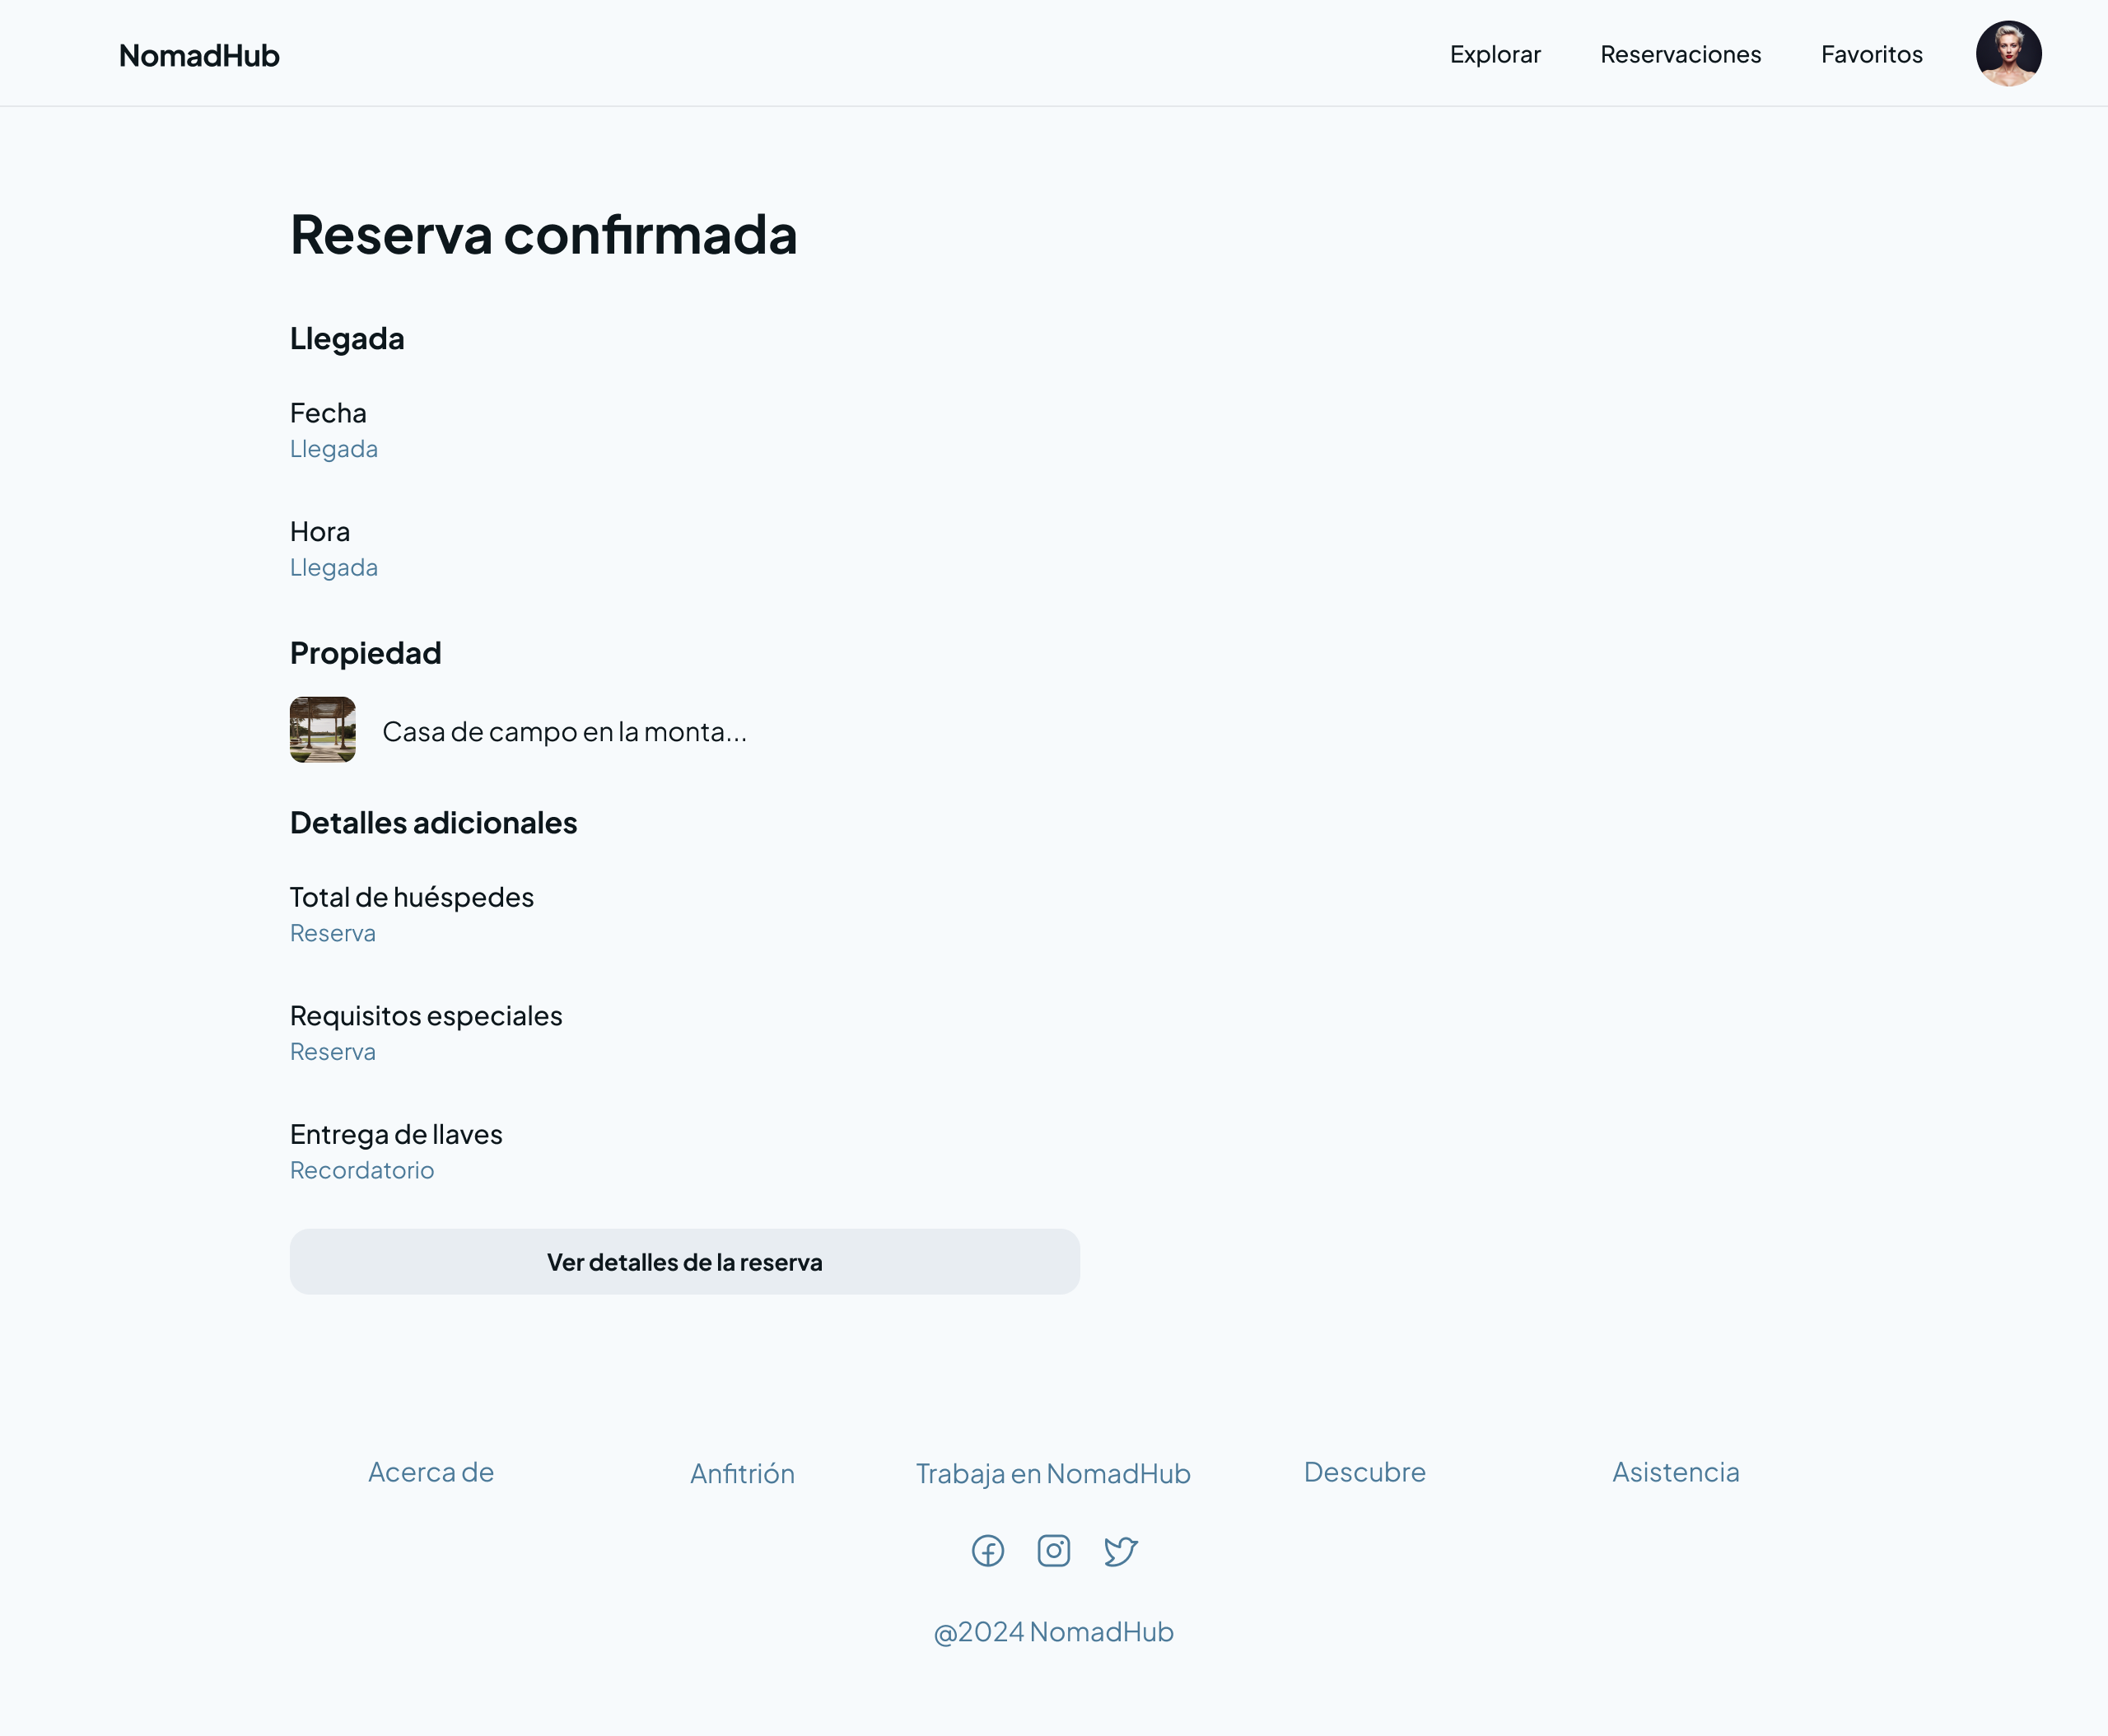 NomadHub
Explorar
Reservaciones
Favoritos
Reserva confirmada
Llegada
Fecha
Llegada
Hora
Llegada
Propiedad
Casa de campo en la monta...
Detalles adicionales
Total de huéspedes
Reserva
Requisitos especiales
Reserva
Entrega de llaves
Recordatorio
Ver detalles de la reserva
Acerca de
Anfitrión
Trabaja en NomadHub
Descubre
Asistencia
@2024 NomadHub